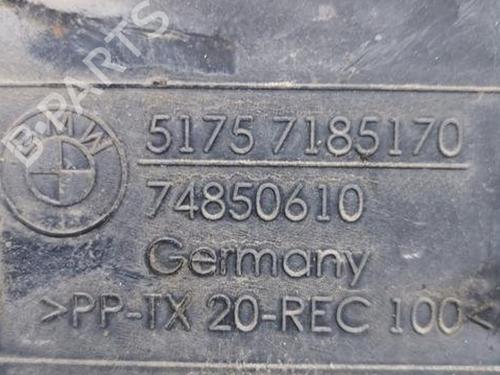 B-PARTS
BMW
5175 7185170
74850610
Germany
>PP-TX 20-REC 100<